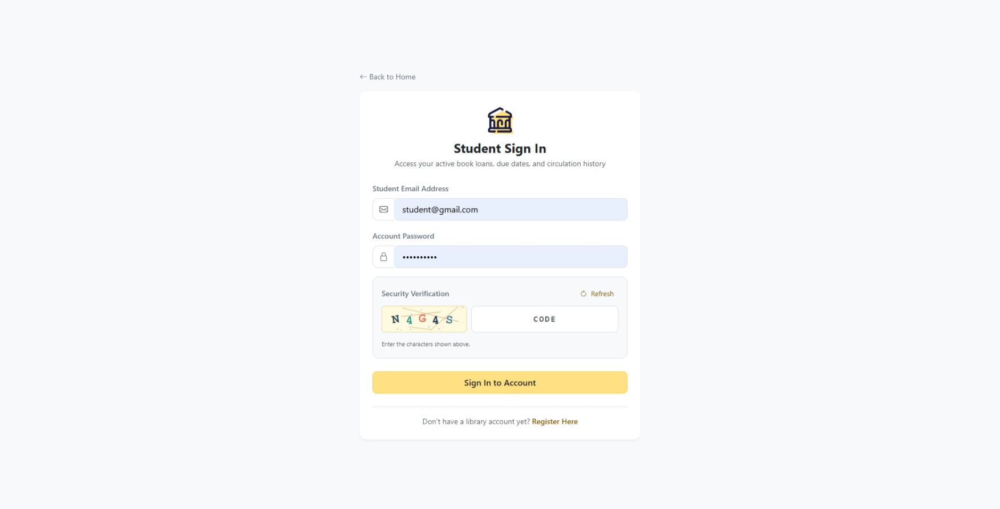 ← Back to Home
Student Sign In
Access your active book loans, due dates, and circulation history
Student Email Address
student@gmail.com
Account Password
••••••••••
Security Verification
Refresh
N4G4S
CODE
Enter the characters shown above.
Sign In to Account
Don't have a library account yet? Register Here